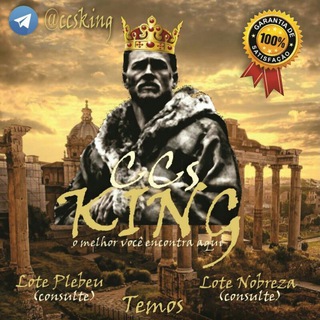 @ccsking
GARANTIA DE
100%
SATISFAÇÃO
CCs
KING
o melhor você encontra aqui
Lote Plebeu
(consulte)
Lote Nobreza
(consulte)
Temos